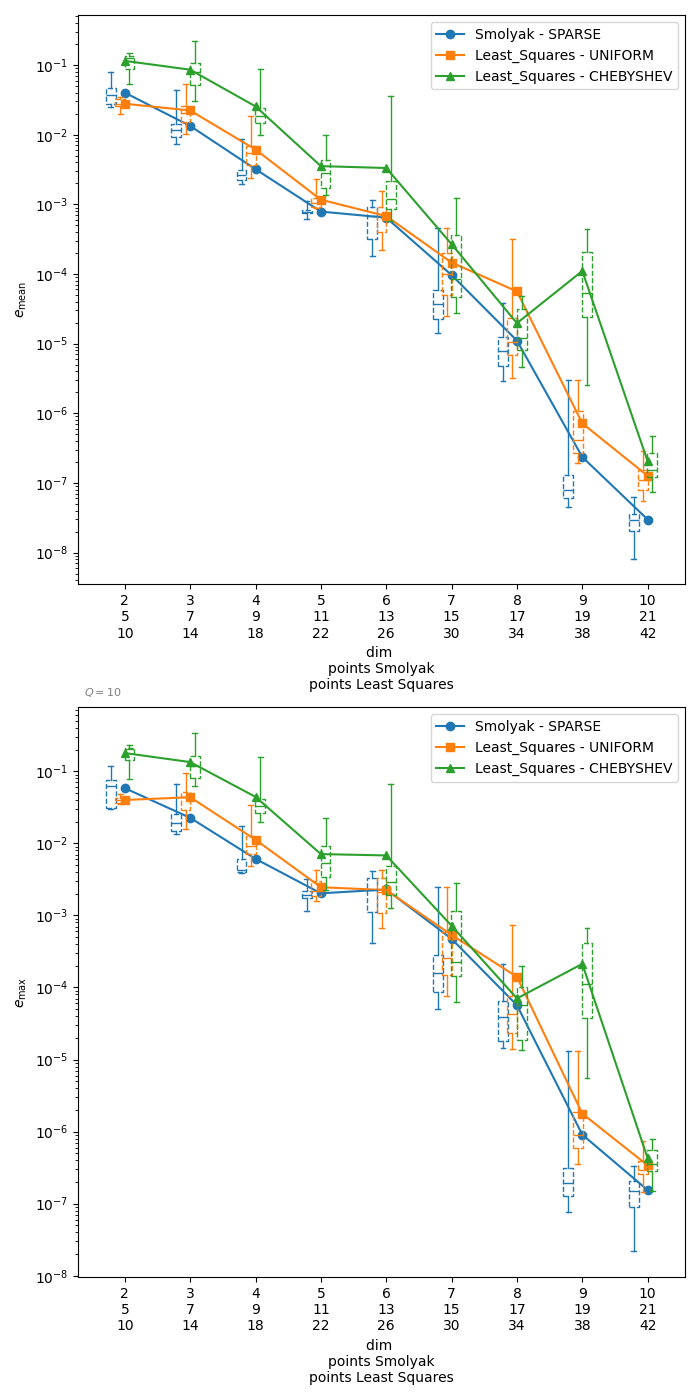 Smolyak - SPARSE
Least_Squares - UNIFORM
Least_Squares - CHEBYSHEV
10⁻¹
10⁻²
10⁻³
10⁻⁴
10⁻⁵
10⁻⁶
10⁻⁷
10⁻⁸
e_mean
2 3 4 5 6 7 8 9 10
5 7 9 11 13 15 17 19 21
10 14 18 22 26 30 34 38 42
dim
points Smolyak
points Least Squares
Q = 10
Smolyak - SPARSE
Least_Squares - UNIFORM
Least_Squares - CHEBYSHEV
10⁻¹
10⁻²
10⁻³
10⁻⁴
10⁻⁵
10⁻⁶
10⁻⁷
10⁻⁸
e_max
2 3 4 5 6 7 8 9 10
5 7 9 11 13 15 17 19 21
10 14 18 22 26 30 34 38 42
dim
points Smolyak
points Least Squares